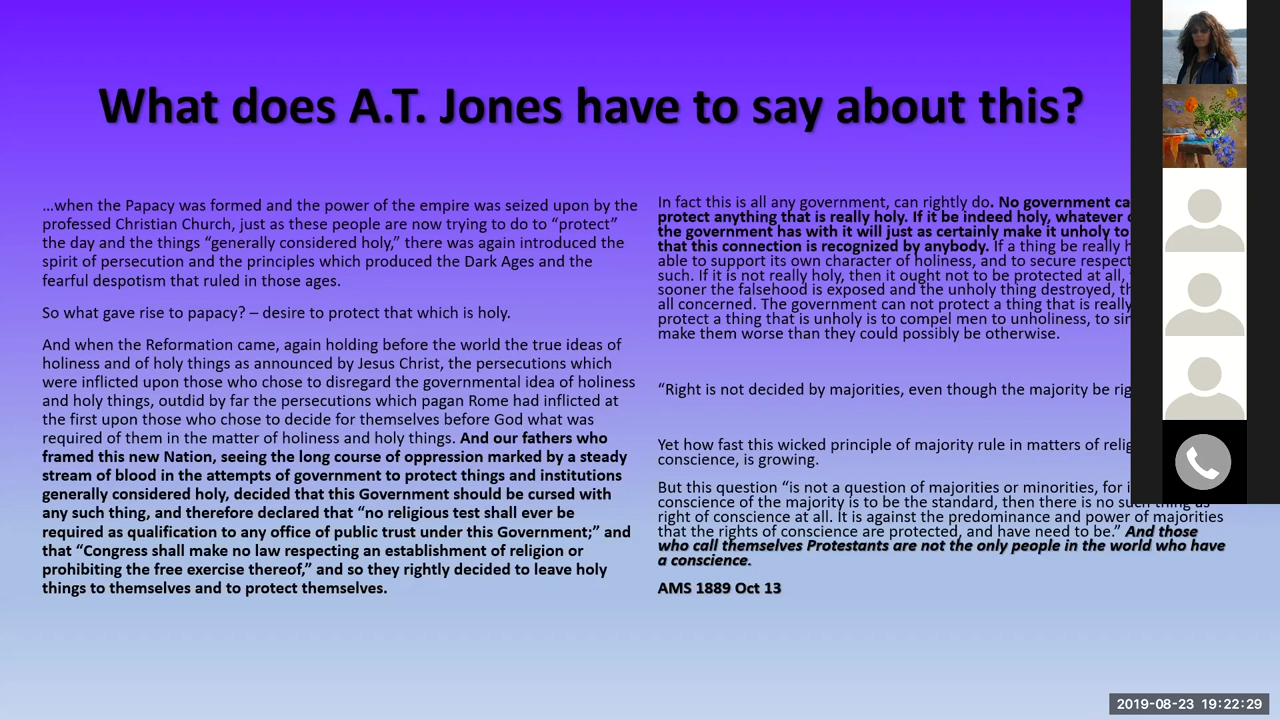 What does A.T. Jones have to say about this?
…when the Papacy was formed and the power of the empire was seized upon by the
professed Christian Church, just as these people are now trying to do to “protect”
the day and the things “generally considered holy,” there was again introduced the
spirit of persecution and the principles which produced the Dark Ages and the
fearful despotism that ruled in those ages.
So what gave rise to papacy? – desire to protect that which is holy.
And when the Reformation came, again holding before the world the true ideas of
holiness and of holy things as announced by Jesus Christ, the persecutions which
were inflicted upon those who chose to disregard the governmental idea of holiness
and holy things, outdid by far the persecutions which pagan Rome had inflicted at
the first upon those who chose to decide for themselves before God what was
required of them in the matter of holiness and holy things. And our fathers who
framed this new Nation, seeing the long course of oppression marked by a steady
stream of blood in the attempts of government to protect things and institutions
generally considered holy, decided that this Government should be cursed with
any such thing, and therefore declared that “no religious test shall ever be
required as qualification to any office of public trust under this Government;” and
that “Congress shall make no law respecting an establishment of religion or
prohibiting the free exercise thereof,” and so they rightly decided to leave holy
things to themselves and to protect themselves.
In fact this is all any government, can rightly do. No government
protect anything that is really holy. If it be indeed holy, whatever
the government has with it will just as certainly make it unholy to
that this connection is recognized by anybody. If a thing be really
able to support its own character of holiness, and to secure respect
such. If it is not really holy, then it ought not to be protected at all,
sooner the falsehood is exposed and the unholy thing destroyed,
all concerned. The government can not protect a thing that is really
protect a thing that is unholy is to compel men to unholiness, to
make them worse than they could possibly be otherwise.
“Right is not decided by majorities, even though the majority be
Yet how fast this wicked principle of majority rule in matters of
conscience, is growing.
But this question “is not a question of majorities or minorities, for
conscience of the majority is to be the standard, then there is no such thing as
right of conscience at all. It is against the predominance and power of majorities
that the rights of conscience are protected, and have need to be.” And those
who call themselves Protestants are not the only people in the world who have
a conscience.
AMS 1889 Oct 13
2019-08-23 19:22:29